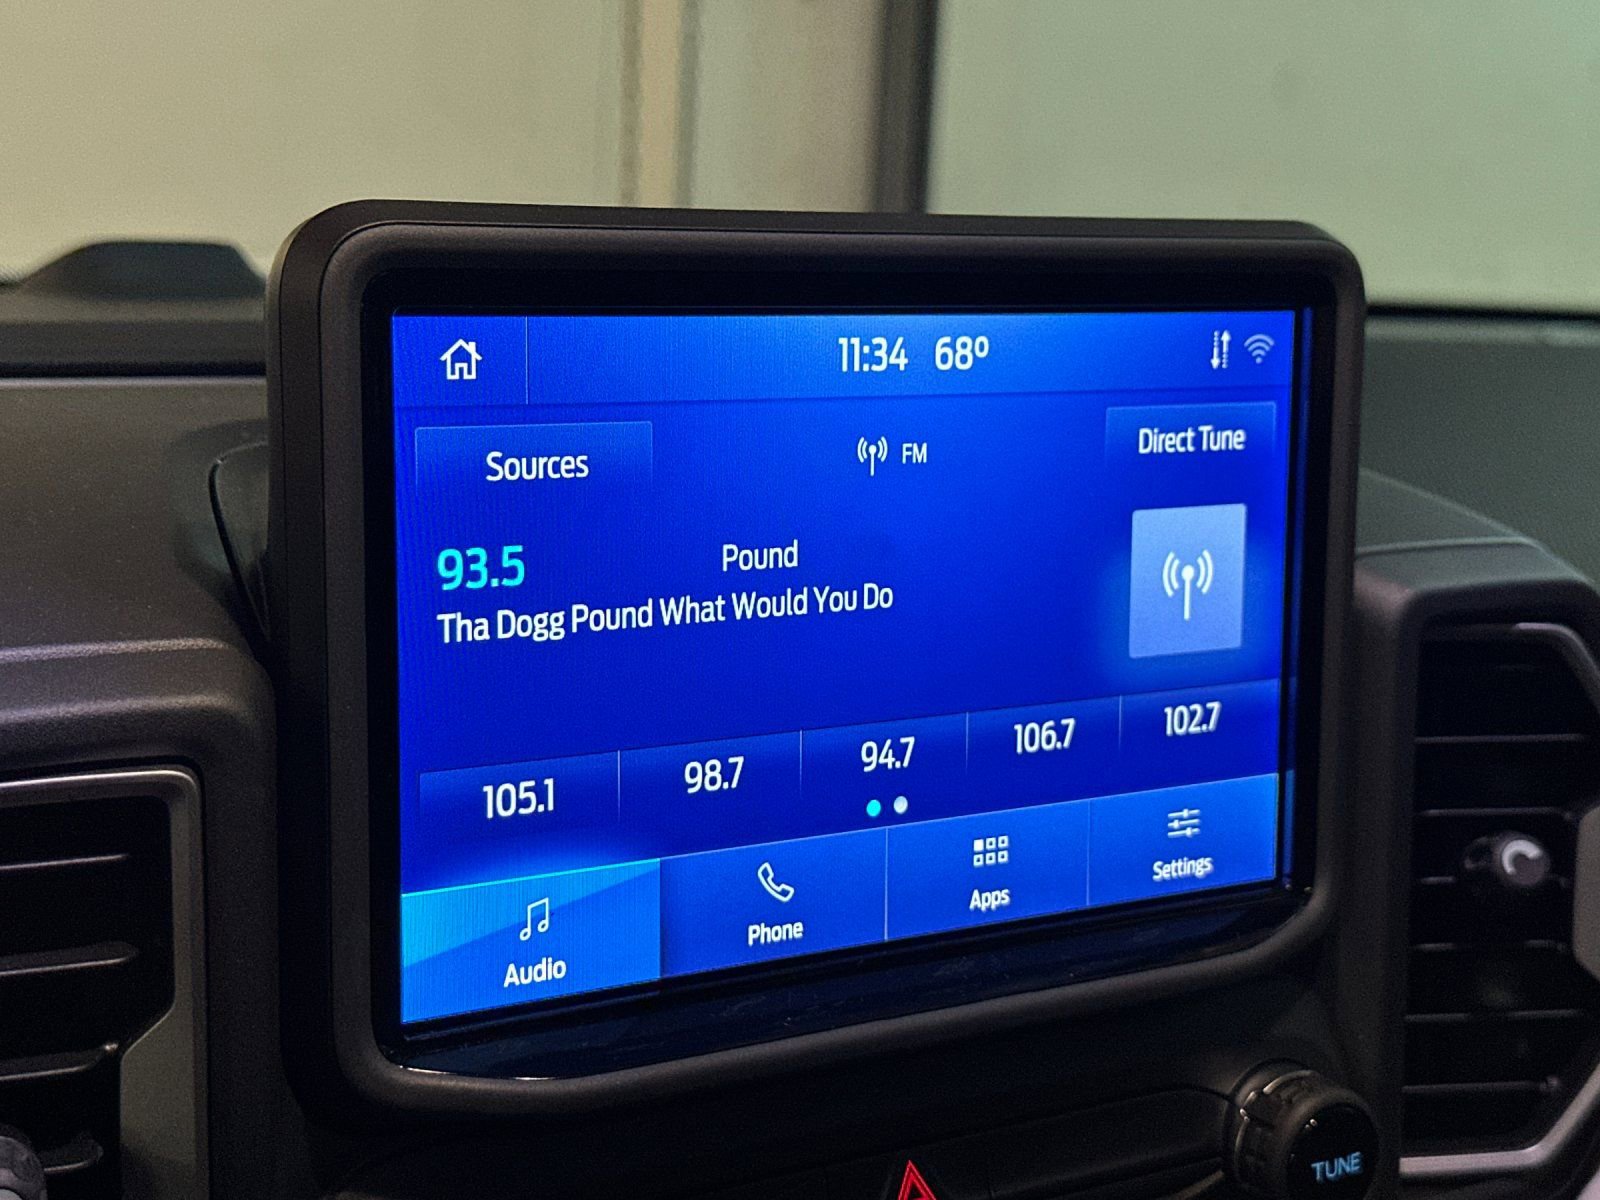 11:34 68°
Sources FM Direct Tune
93.5 Pound
Tha Dogg Pound What Would You Do
105.1 98.7 94.7 106.7 102.7
Audio Phone Apps Settings
TUNE